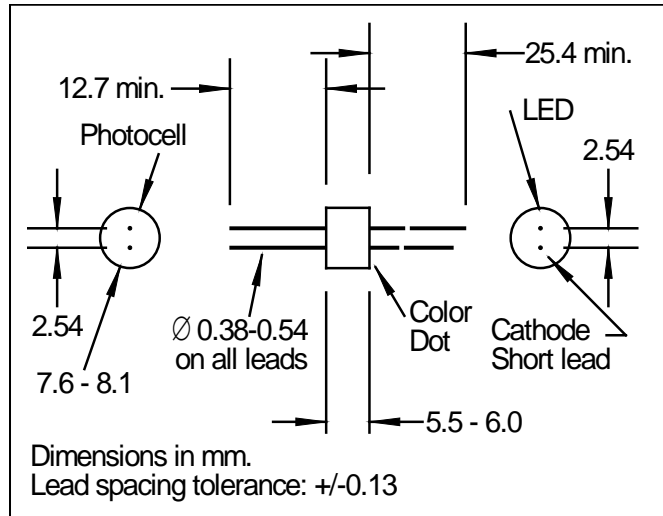 25.4 min.
12.7 min.
LED
Photocell
2.54
2.54
Ø 0.38-0.54
on all leads
Color
Dot
Cathode
Short lead
7.6 - 8.1
5.5 - 6.0
Dimensions in mm.
Lead spacing tolerance: +/-0.13